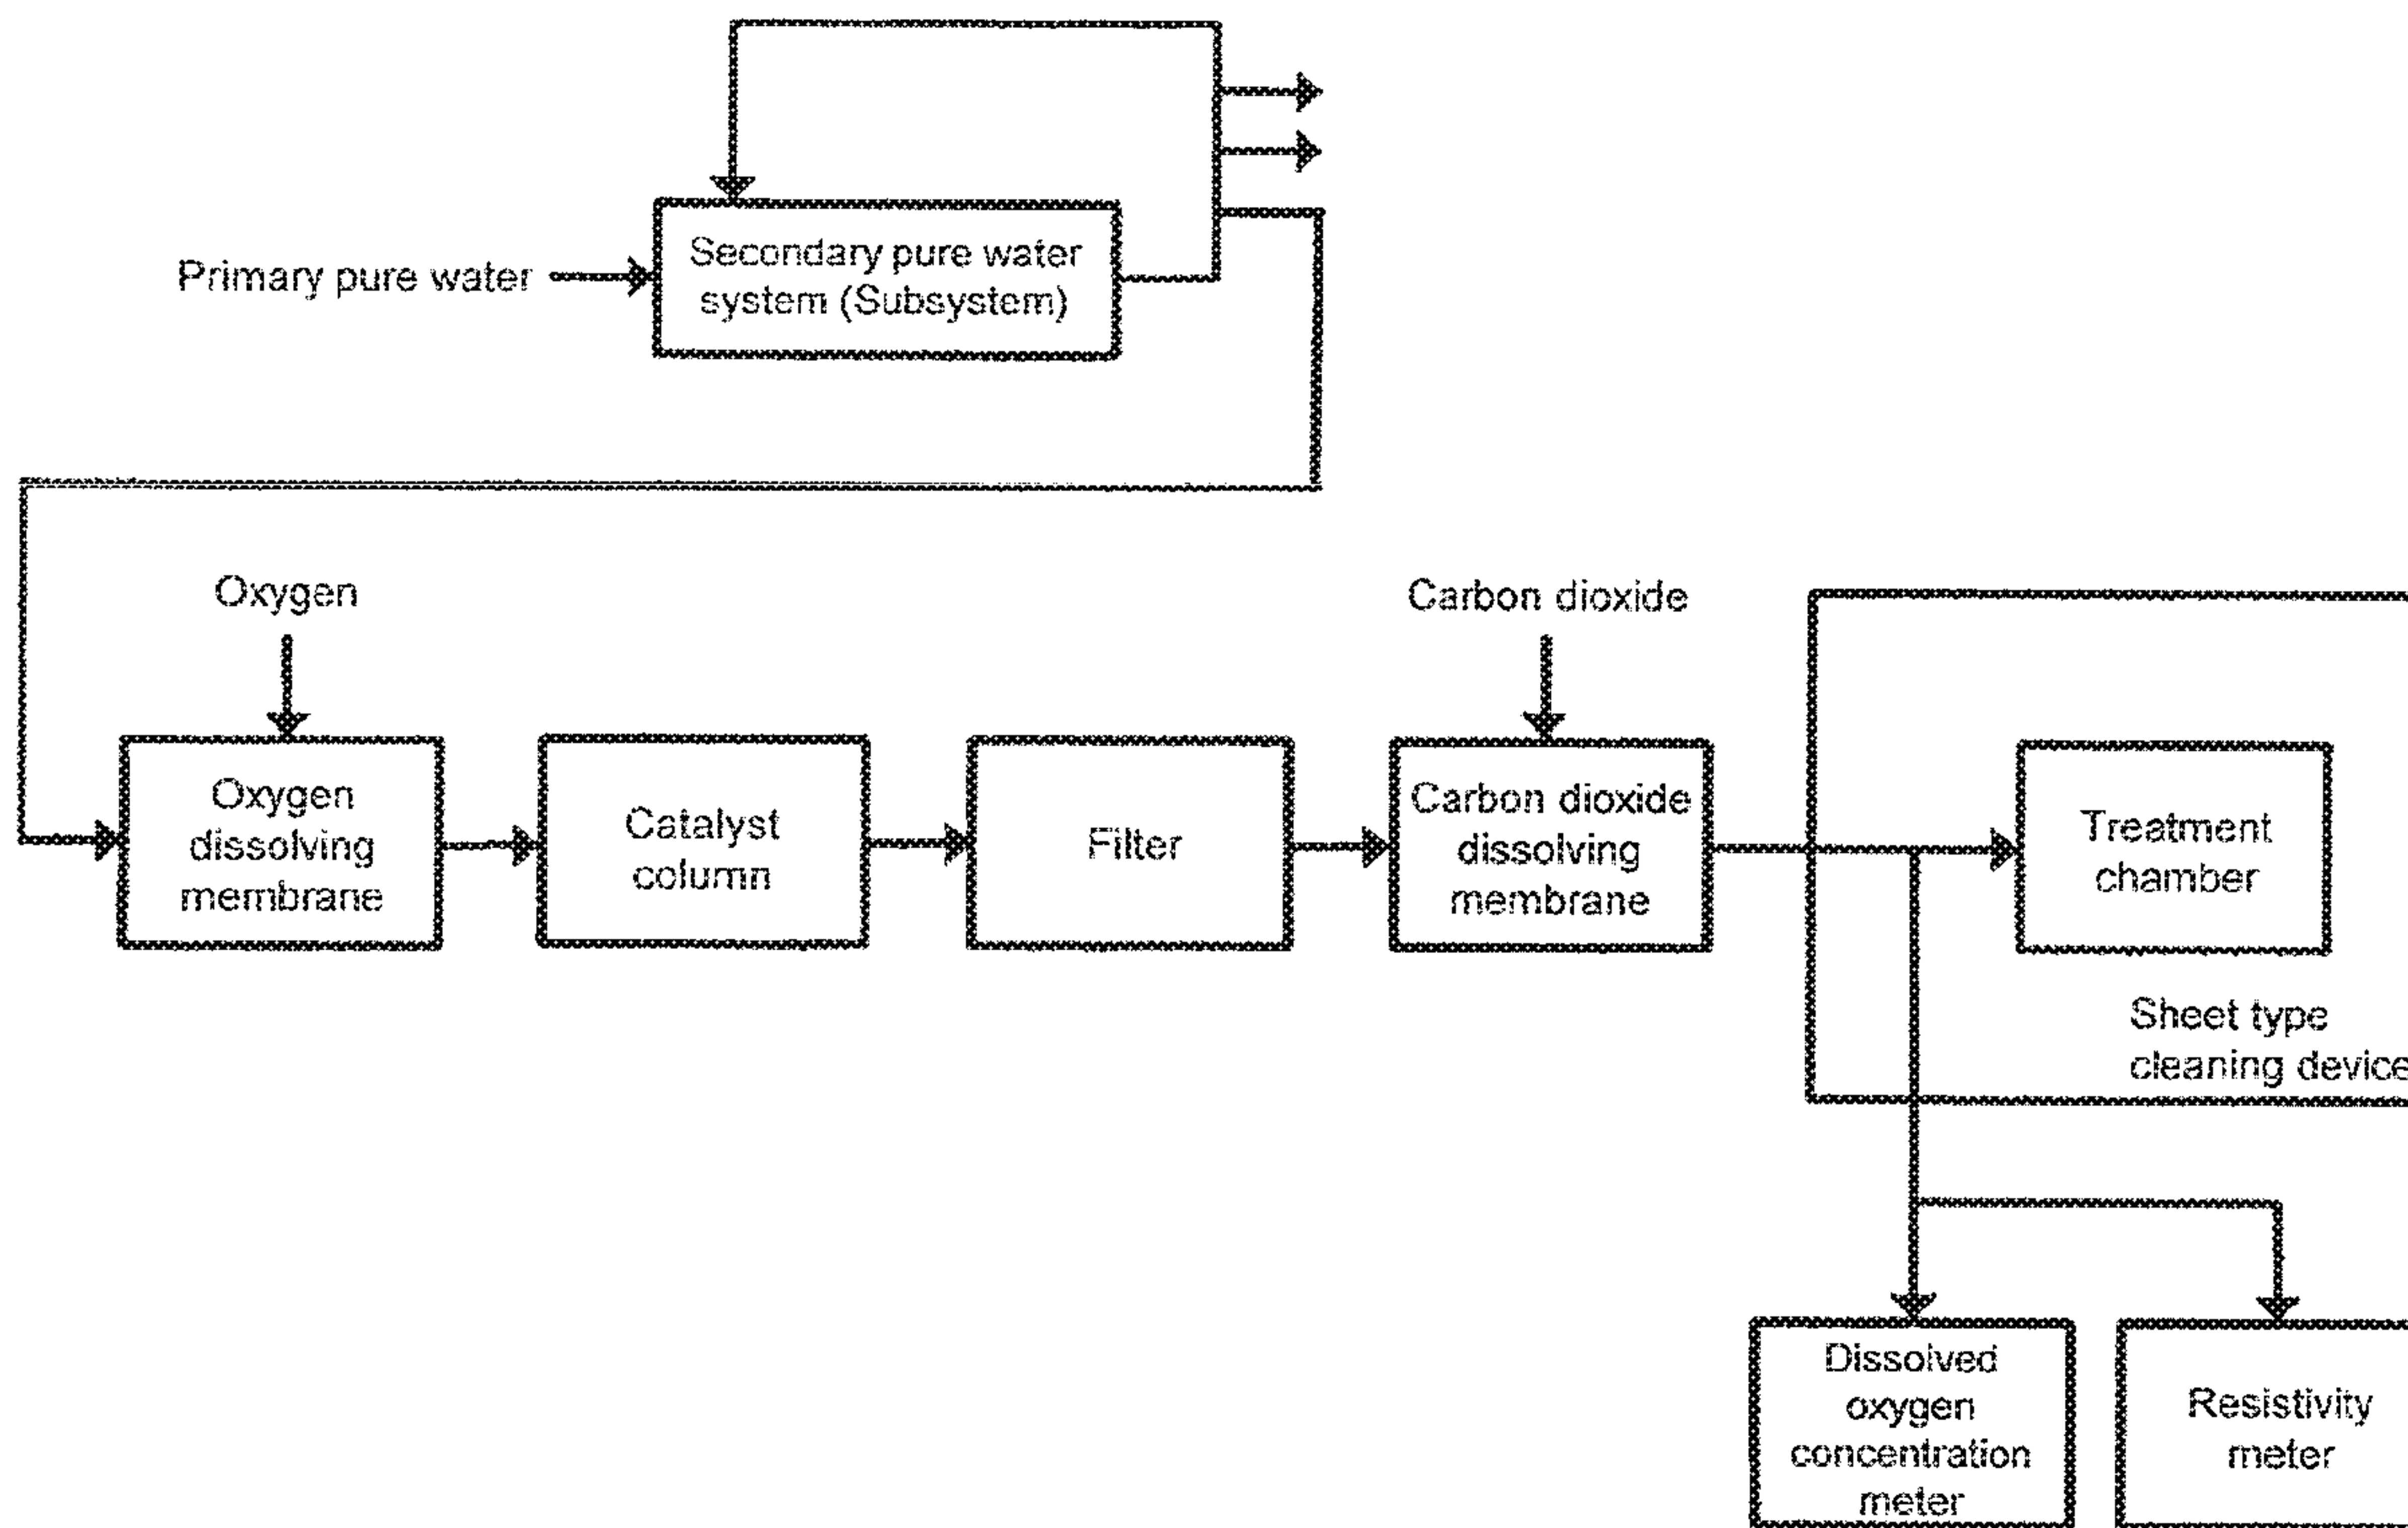 Secondary pure water
Primary pure water
system (Subsystem)
Oxygen
Carbon dioxide
Oxygen
dissolving
membrane
Catalyst
column
Filter
Carbon dioxide
dissolving
membrane
Treatment
chamber
Sheet type
cleaning device
Dissolved
oxygen
concentration
meter
Resistivity
meter